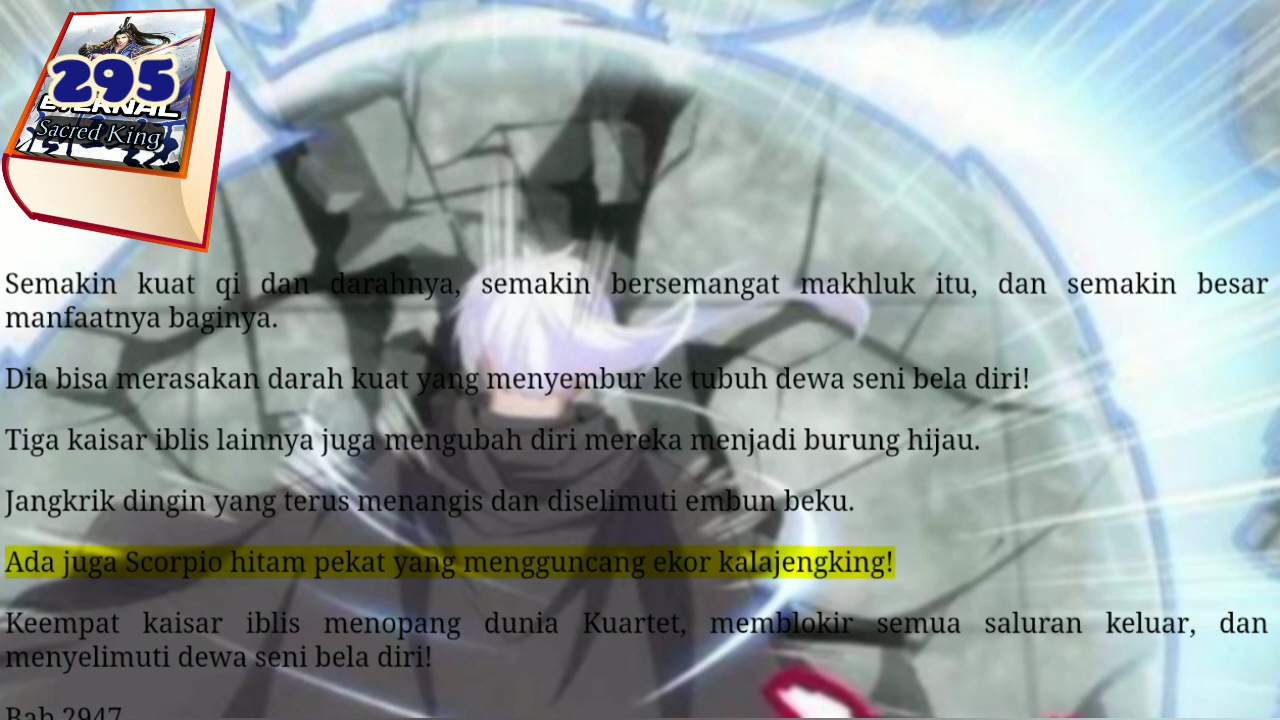 295
ETERNAL
Sacred King
Semakin kuat qi dan darahnya, semakin bersemangat makhluk itu, dan semakin besar
manfaatnya baginya.
Dia bisa merasakan darah kuat yang menyembur ke tubuh dewa seni bela diri!
Tiga kaisar iblis lainnya juga mengubah diri mereka menjadi burung hijau.
Jangkrik dingin yang terus menangis dan diselimuti embun beku.
Ada juga Scorpio hitam pekat yang mengguncang ekor kalajengking!
Keempat kaisar iblis menopang dunia Kuartet, memblokir semua saluran keluar, dan
menyelimuti dewa seni bela diri!
Bab 2947